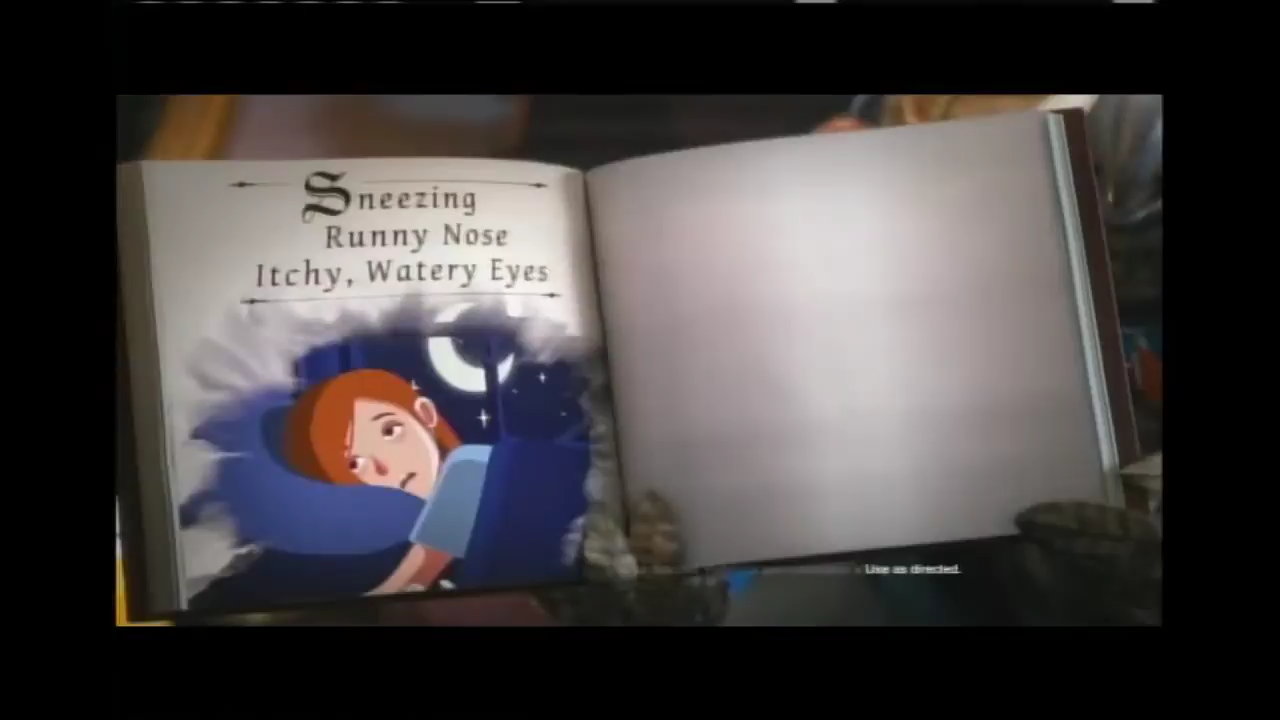 Sneezing
Runny Nose
Itchy, Watery Eyes
Use as directed.